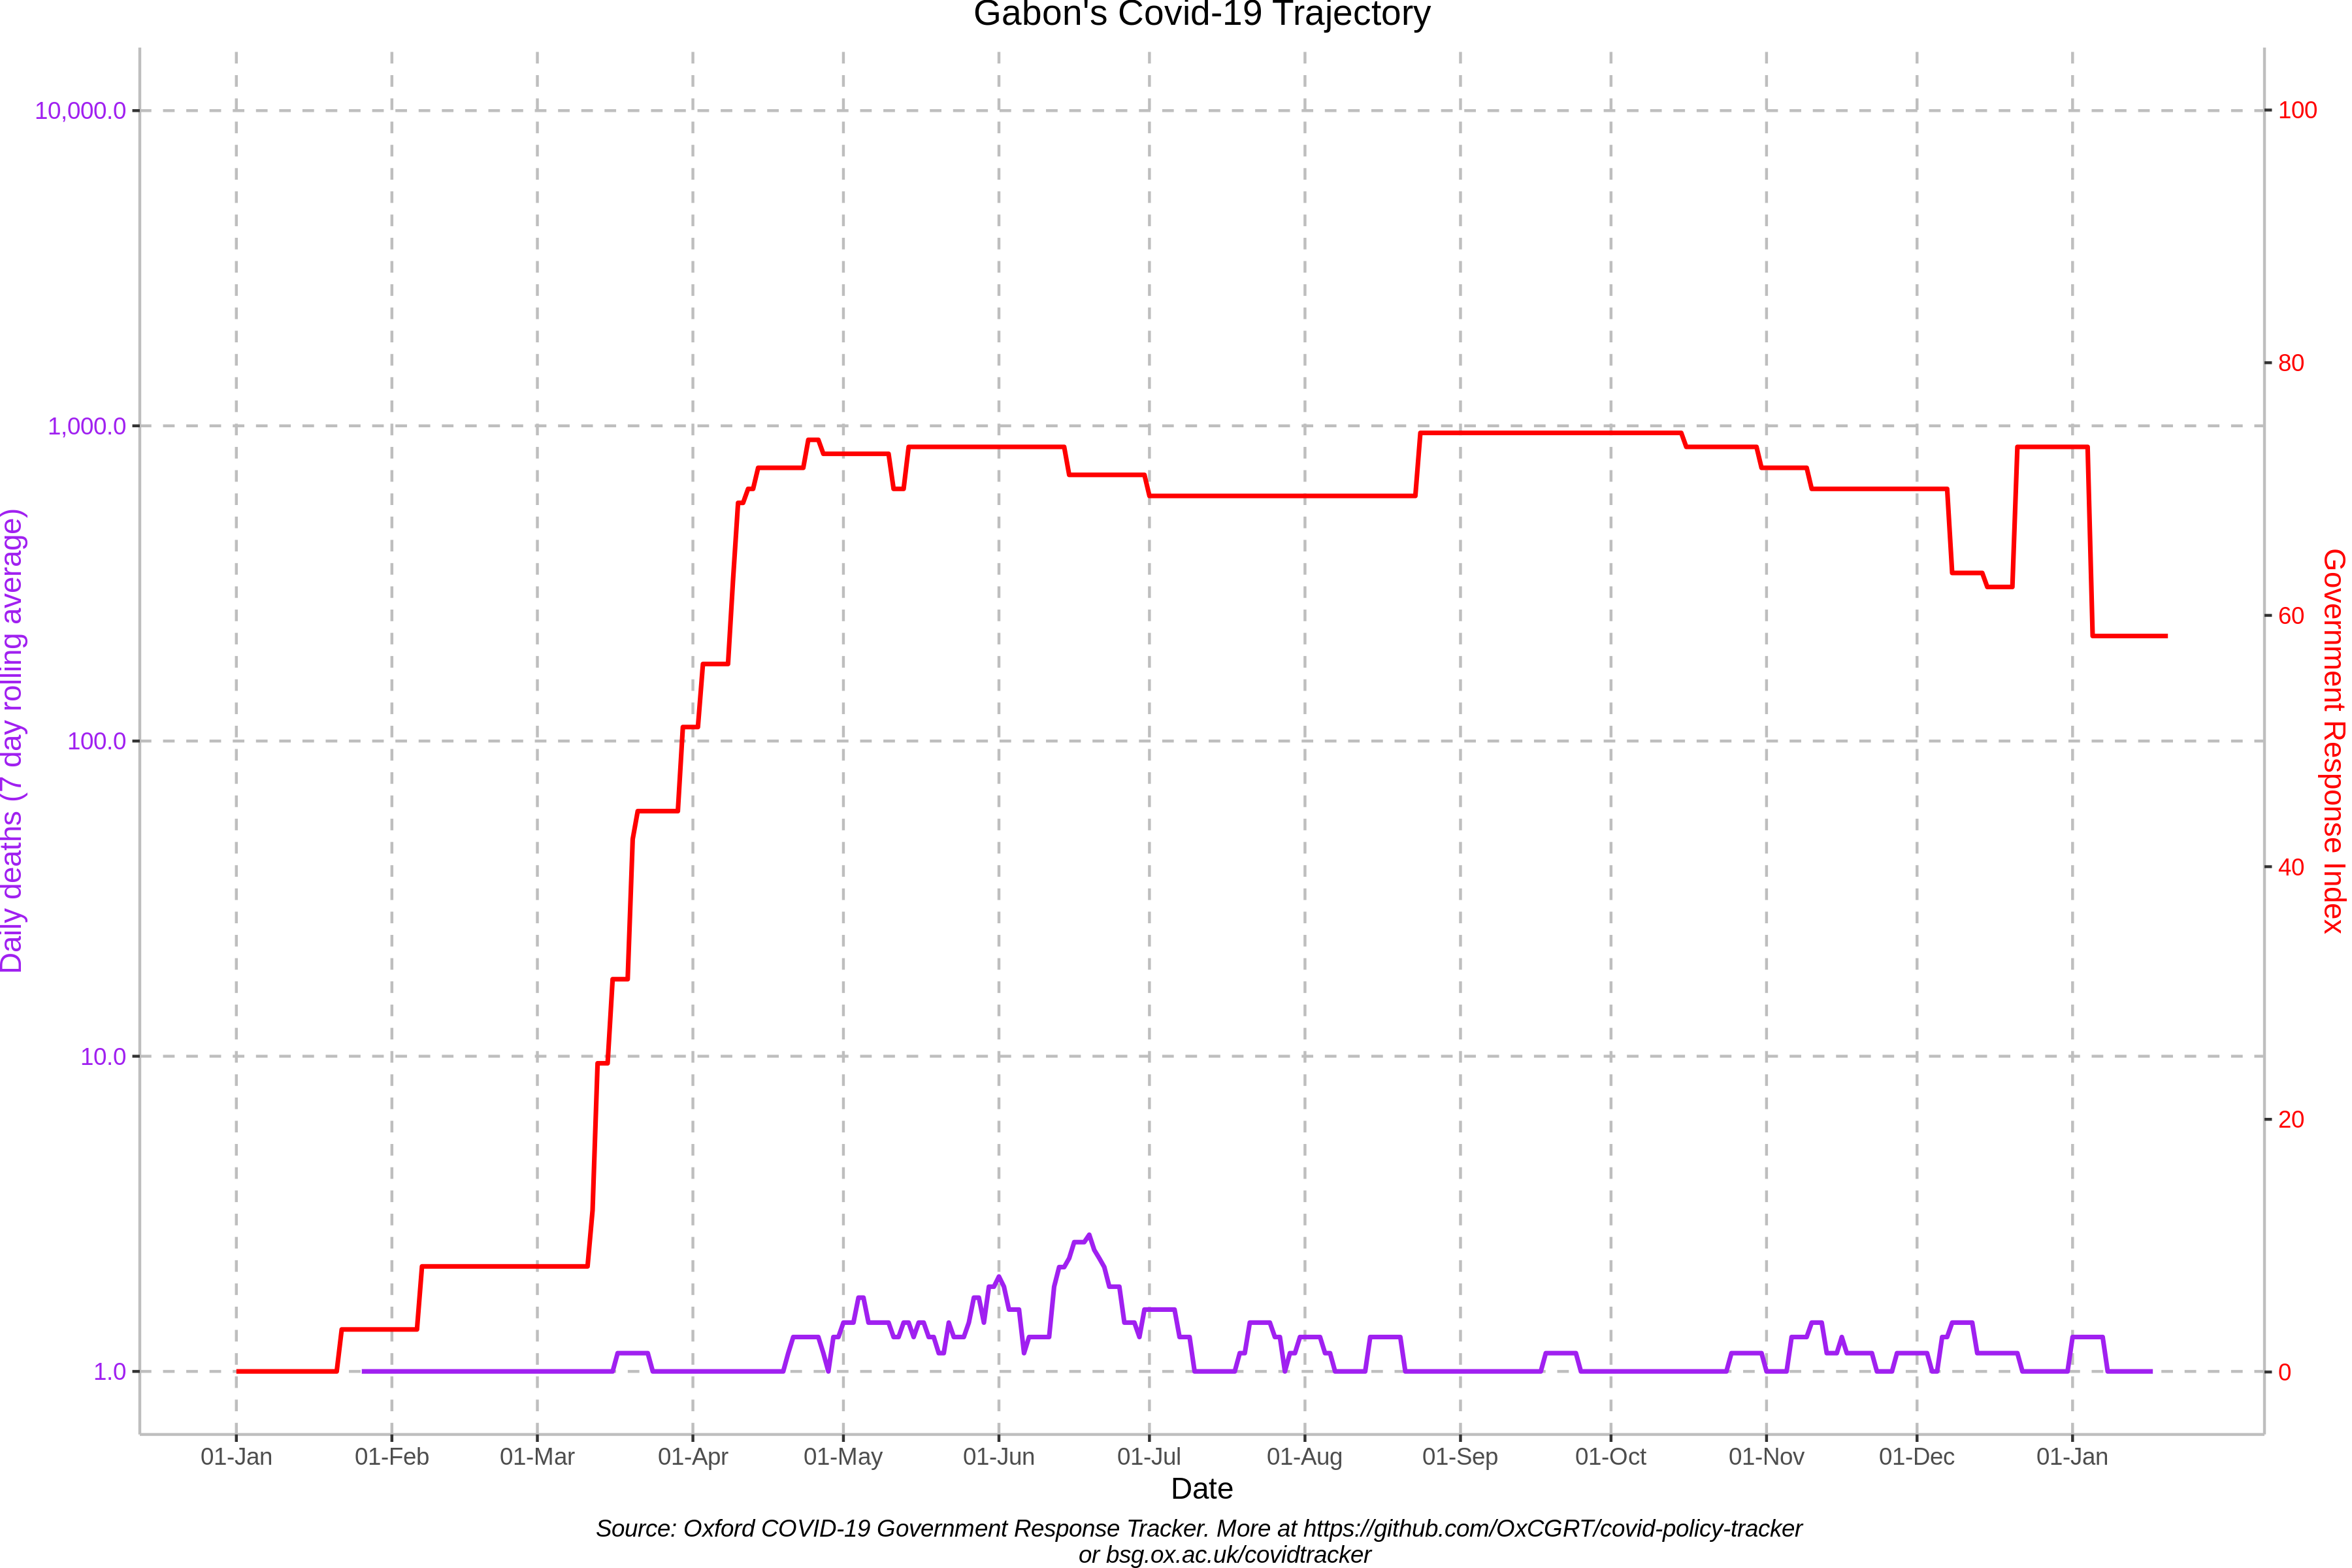 Gabon's Covid-19 Trajectory
10,000.0
1,000.0
100.0
10.0
1.0
Daily deaths (7 day rolling average)
100
80
60
40
20
0
Government Response Index
01-Jan 01-Feb 01-Mar 01-Apr 01-May 01-Jun 01-Jul 01-Aug 01-Sep 01-Oct 01-Nov 01-Dec 01-Jan
Date
Source: Oxford COVID-19 Government Response Tracker. More at https://github.com/OxCGRT/covid-policy-tracker
or bsg.ox.ac.uk/covidtracker